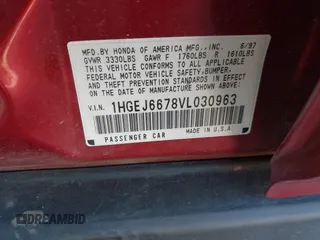 MFD. BY HONDA OF AMERICA MFG.,INC. 6/97
GVWR 3330LBS GAWR F 1760LBS R 1610LBS
THIS VEHICLE CONFORMS TO ALL APPLICABLE
FEDERAL MOTOR VEHICLE SAFETY,BUMPER,
AND THEFT PREVENTION STANDARDS IN EFFECT ON
THE DATE OF MANUFACTURE SHOWN ABOVE.
V.I.N. 1HGEJ6678VL030963
PASSENGER CAR MADE IN U.S.A.
DREAMBID